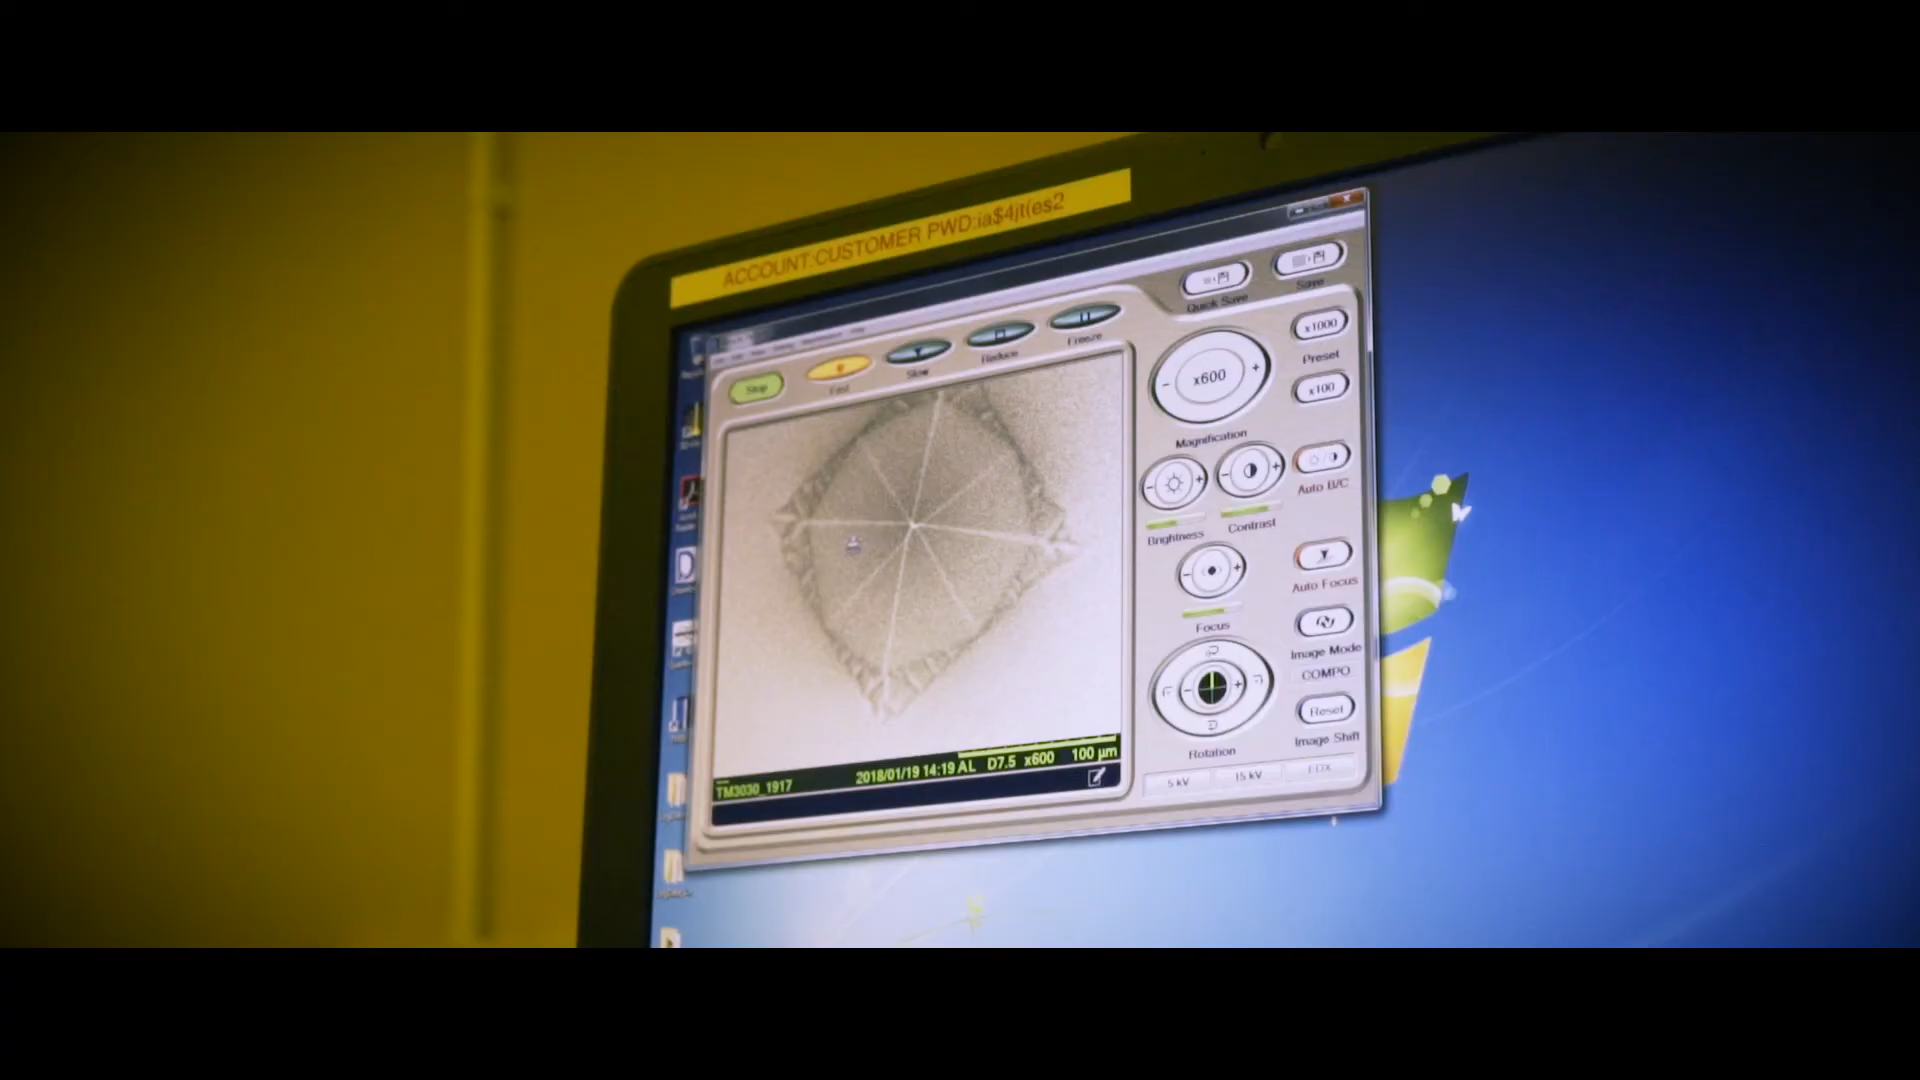 ACCOUNT:CUSTOMER PWD:ia$4jt(es2
Quick Save
Save
Stop
Fast
Slow
Reduce
Freeze
x600
Magnification
x1000
Preset
x100
Brightness
Contrast
Auto B/C
Focus
Auto Focus
Image Mode
COMPO
Reset
Image Shift
Rotation
5 kV
15 kV
EDX
TM3030_1917
2018/01/19 14:19 AL D7.5 x600 100 µm